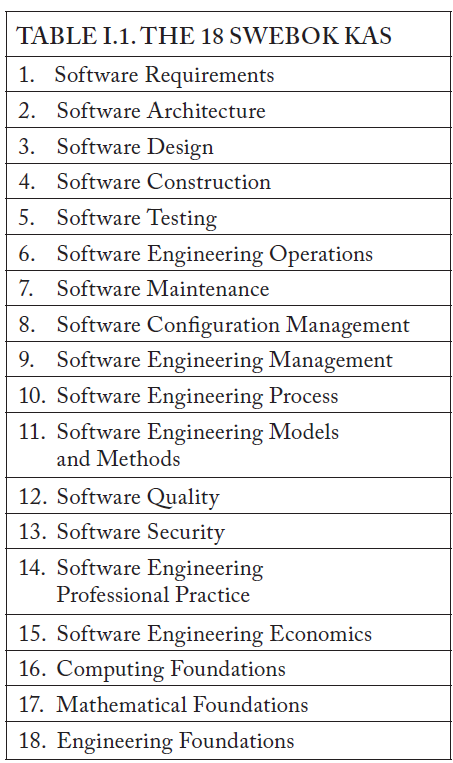 TABLE I.1. THE 18 SWEBOK KAS
1. Software Requirements
2. Software Architecture
3. Software Design
4. Software Construction
5. Software Testing
6. Software Engineering Operations
7. Software Maintenance
8. Software Configuration Management
9. Software Engineering Management
10. Software Engineering Process
11. Software Engineering Models
and Methods
12. Software Quality
13. Software Security
14. Software Engineering
Professional Practice
15. Software Engineering Economics
16. Computing Foundations
17. Mathematical Foundations
18. Engineering Foundations